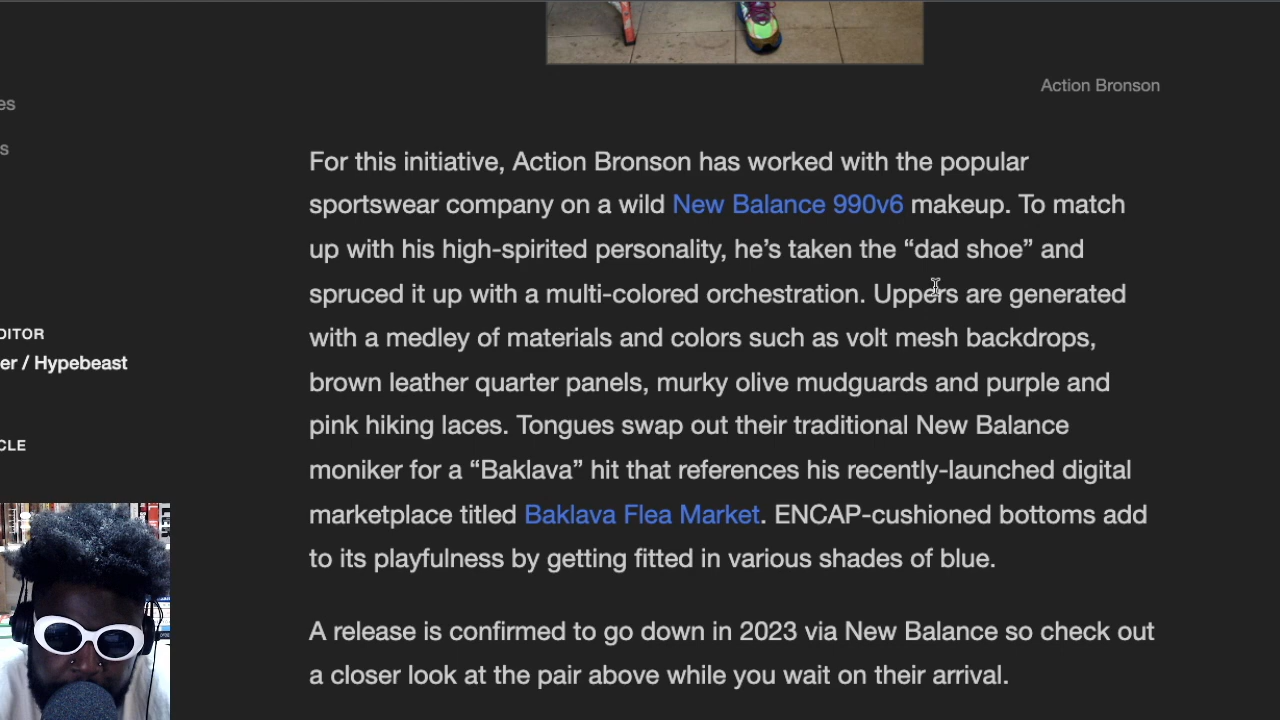 Action Bronson
es
s
For this initiative, Action Bronson has worked with the popular
sportswear company on a wild New Balance 990v6 makeup. To match
up with his high-spirited personality, he’s taken the “dad shoe” and
spruced it up with a multi-colored orchestration. Uppers are generated
with a medley of materials and colors such as volt mesh backdrops,
brown leather quarter panels, murky olive mudguards and purple and
pink hiking laces. Tongues swap out their traditional New Balance
moniker for a “Baklava” hit that references his recently-launched digital
marketplace titled Baklava Flea Market. ENCAP-cushioned bottoms add
to its playfulness by getting fitted in various shades of blue.
A release is confirmed to go down in 2023 via New Balance so check out
a closer look at the pair above while you wait on their arrival.
DITOR
er / Hypebeast
CLE